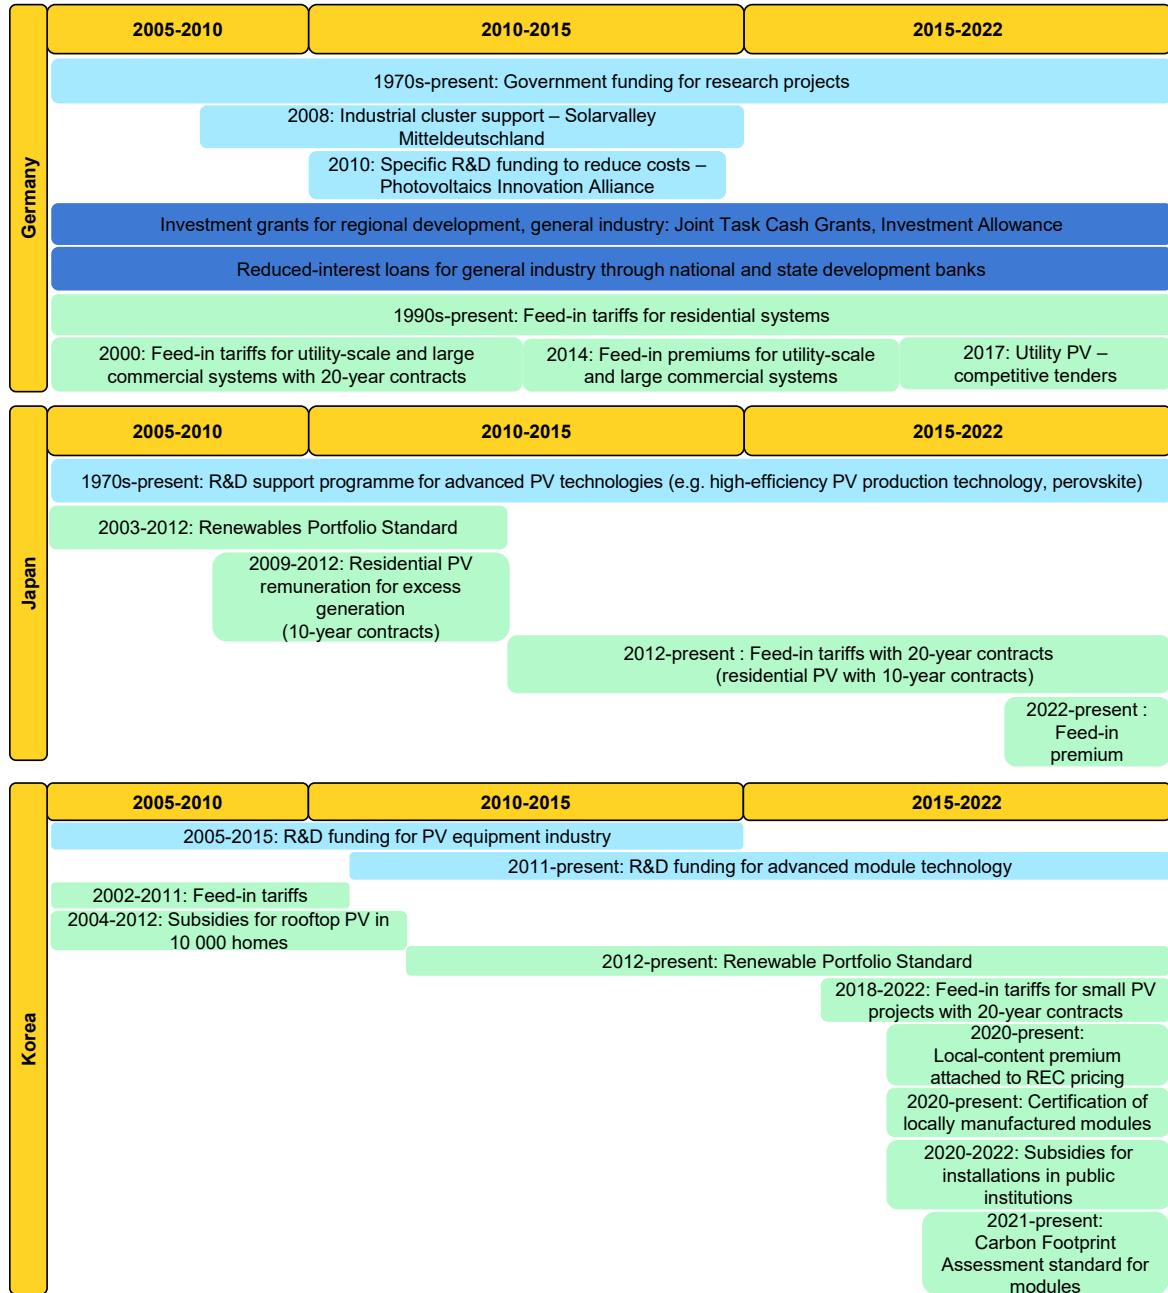 Germany
2005-2010
2010-2015
2015-2022
1970s-present: Government funding for research projects
2008: Industrial cluster support – Solarvalley
Mitteldeutschland
2010: Specific R&D funding to reduce costs –
Photovoltaics Innovation Alliance
Investment grants for regional development, general industry: Joint Task Cash Grants, Investment Allowance
Reduced-interest loans for general industry through national and state development banks
1990s-present: Feed-in tariffs for residential systems
2000: Feed-in tariffs for utility-scale and large
commercial systems with 20-year contracts
2014: Feed-in premiums for utility-scale
and large commercial systems
2017: Utility PV –
competitive tenders
Japan
2005-2010
2010-2015
2015-2022
1970s-present: R&D support programme for advanced PV technologies (e.g. high-efficiency PV production technology, perovskite)
2003-2012: Renewables Portfolio Standard
2009-2012: Residential PV
remuneration for excess
generation
(10-year contracts)
2012-present : Feed-in tariffs with 20-year contracts
(residential PV with 10-year contracts)
2022-present :
Feed-in
premium
Korea
2005-2010
2010-2015
2015-2022
2005-2015: R&D funding for PV equipment industry
2011-present: R&D funding for advanced module technology
2002-2011: Feed-in tariffs
2004-2012: Subsidies for rooftop PV in
10 000 homes
2012-present: Renewable Portfolio Standard
2018-2022: Feed-in tariffs for small PV
projects with 20-year contracts
2020-present:
Local-content premium
attached to REC pricing
2020-present: Certification of
locally manufactured modules
2020-2022: Subsidies for
installations in public
institutions
2021-present:
Carbon Footprint
Assessment standard for
modules